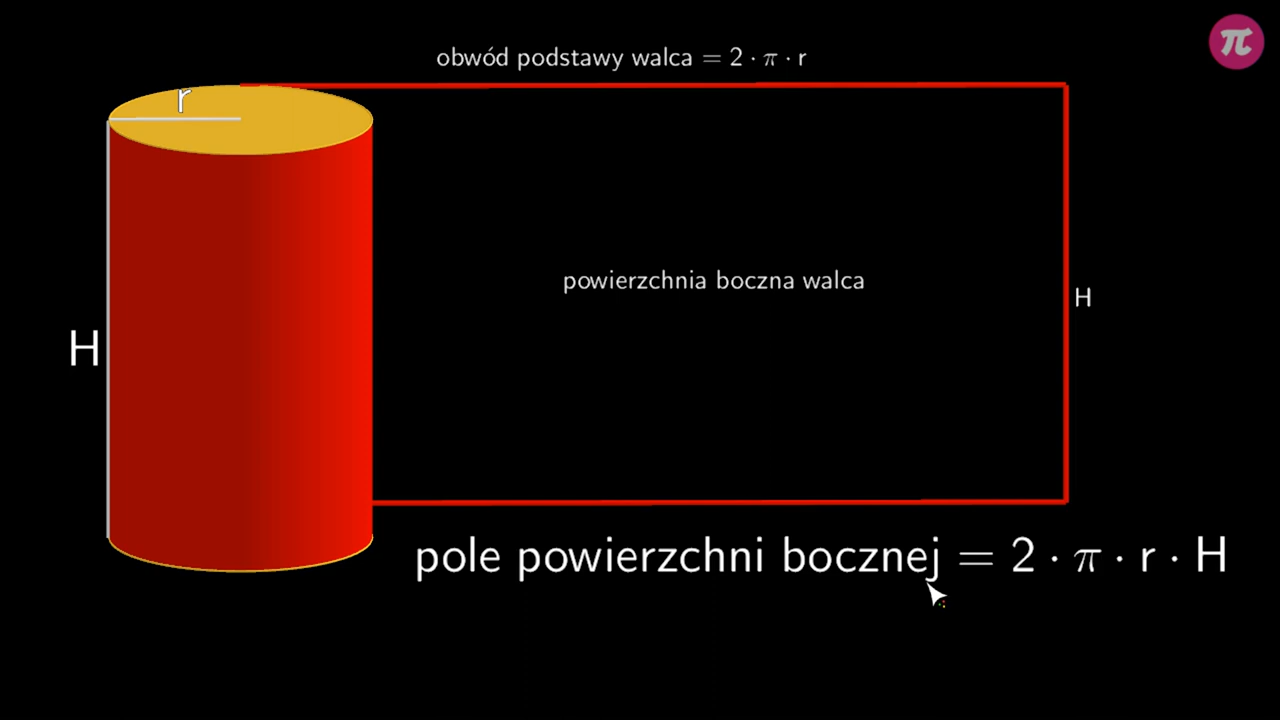 obwód podstawy walca = 2 · π · r
π
r
powierzchnia boczna walca
H
H
pole powierzchni bocznej = 2 · π · r · H